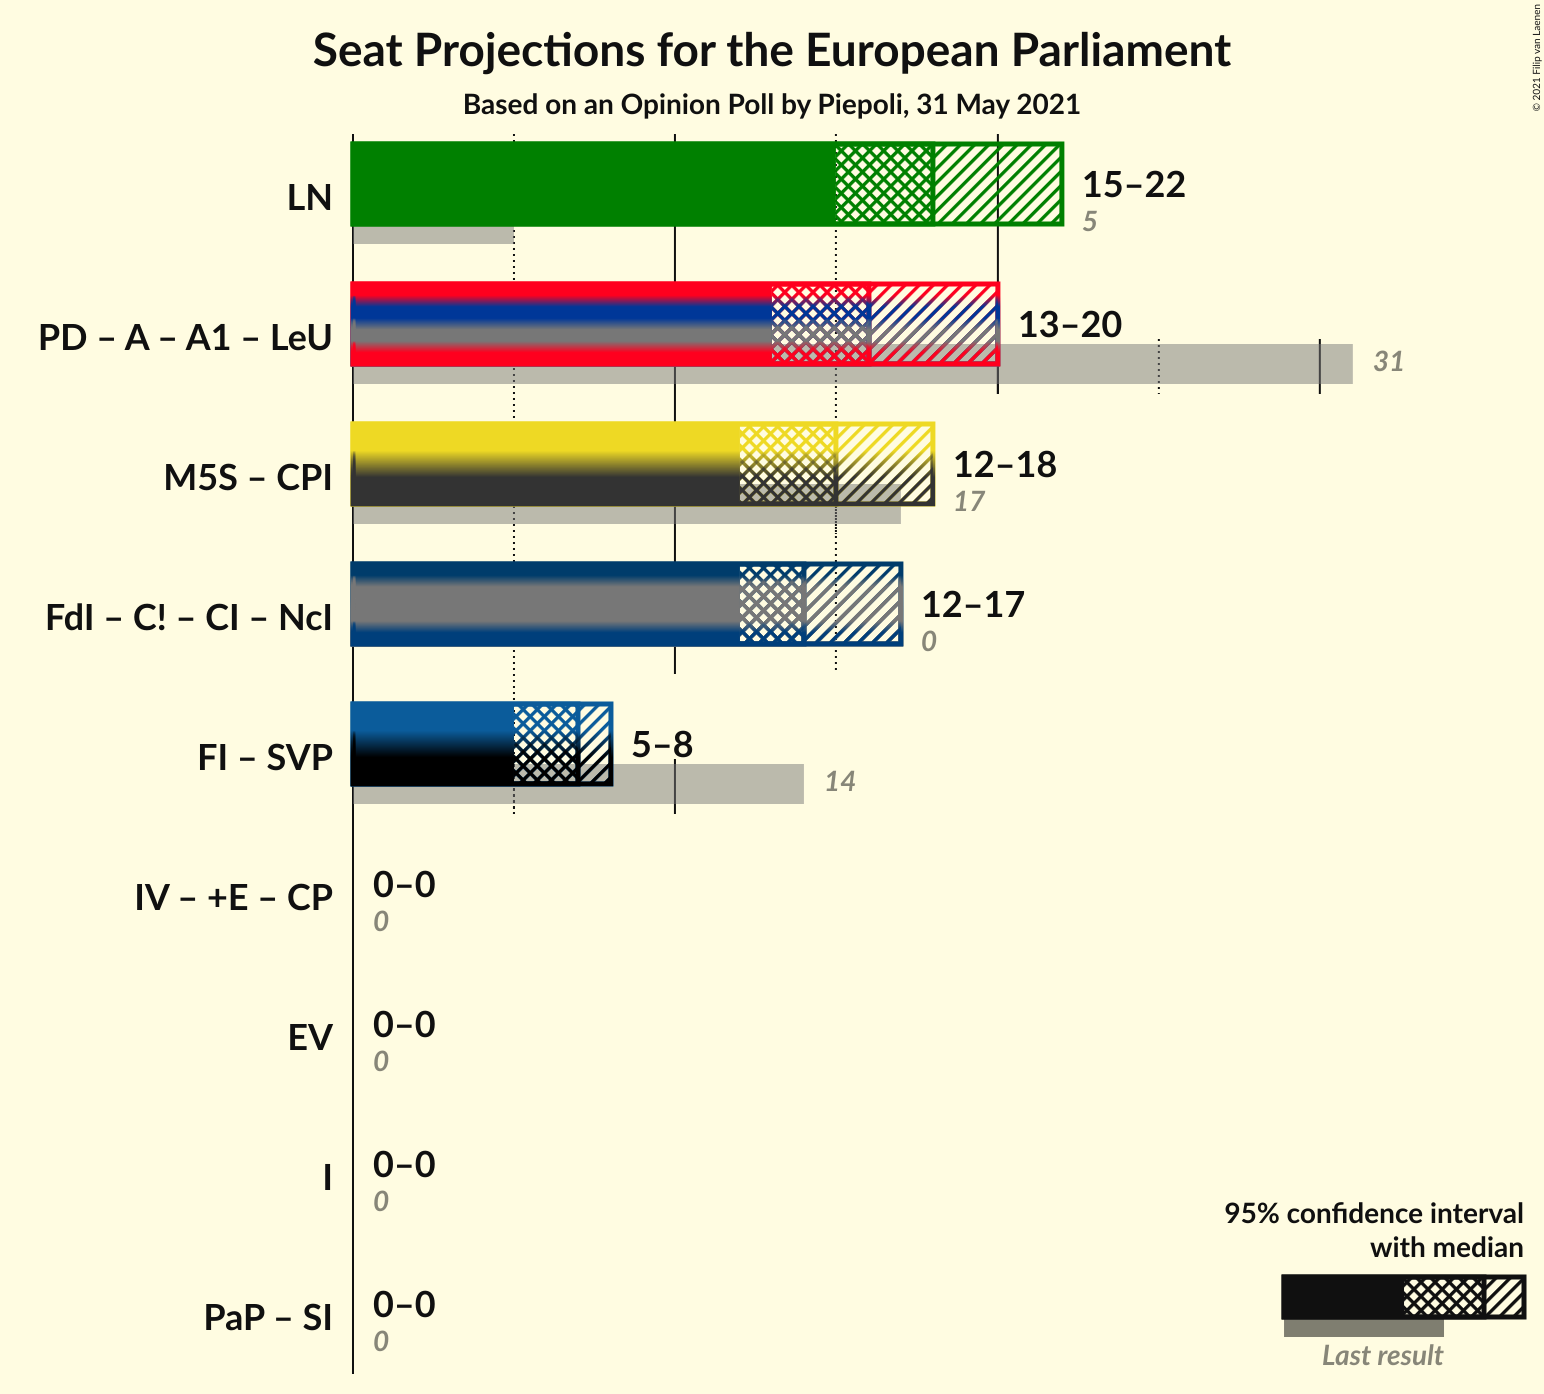 Seat Projections for the European Parliament
Based on an Opinion Poll by Piepoli, 31 May 2021
© 2021 Filip van Laenen
LN
15–22
5
PD – A – A1 – LeU
13–20
31
M5S – CPI
12–18
17
FdI – C! – CI – NcI
12–17
0
FI – SVP
5–8
14
IV – +E – CP
0–0
0
EV
0–0
0
I
0–0
0
PaP – SI
0–0
0
95% confidence interval
with median
Last result